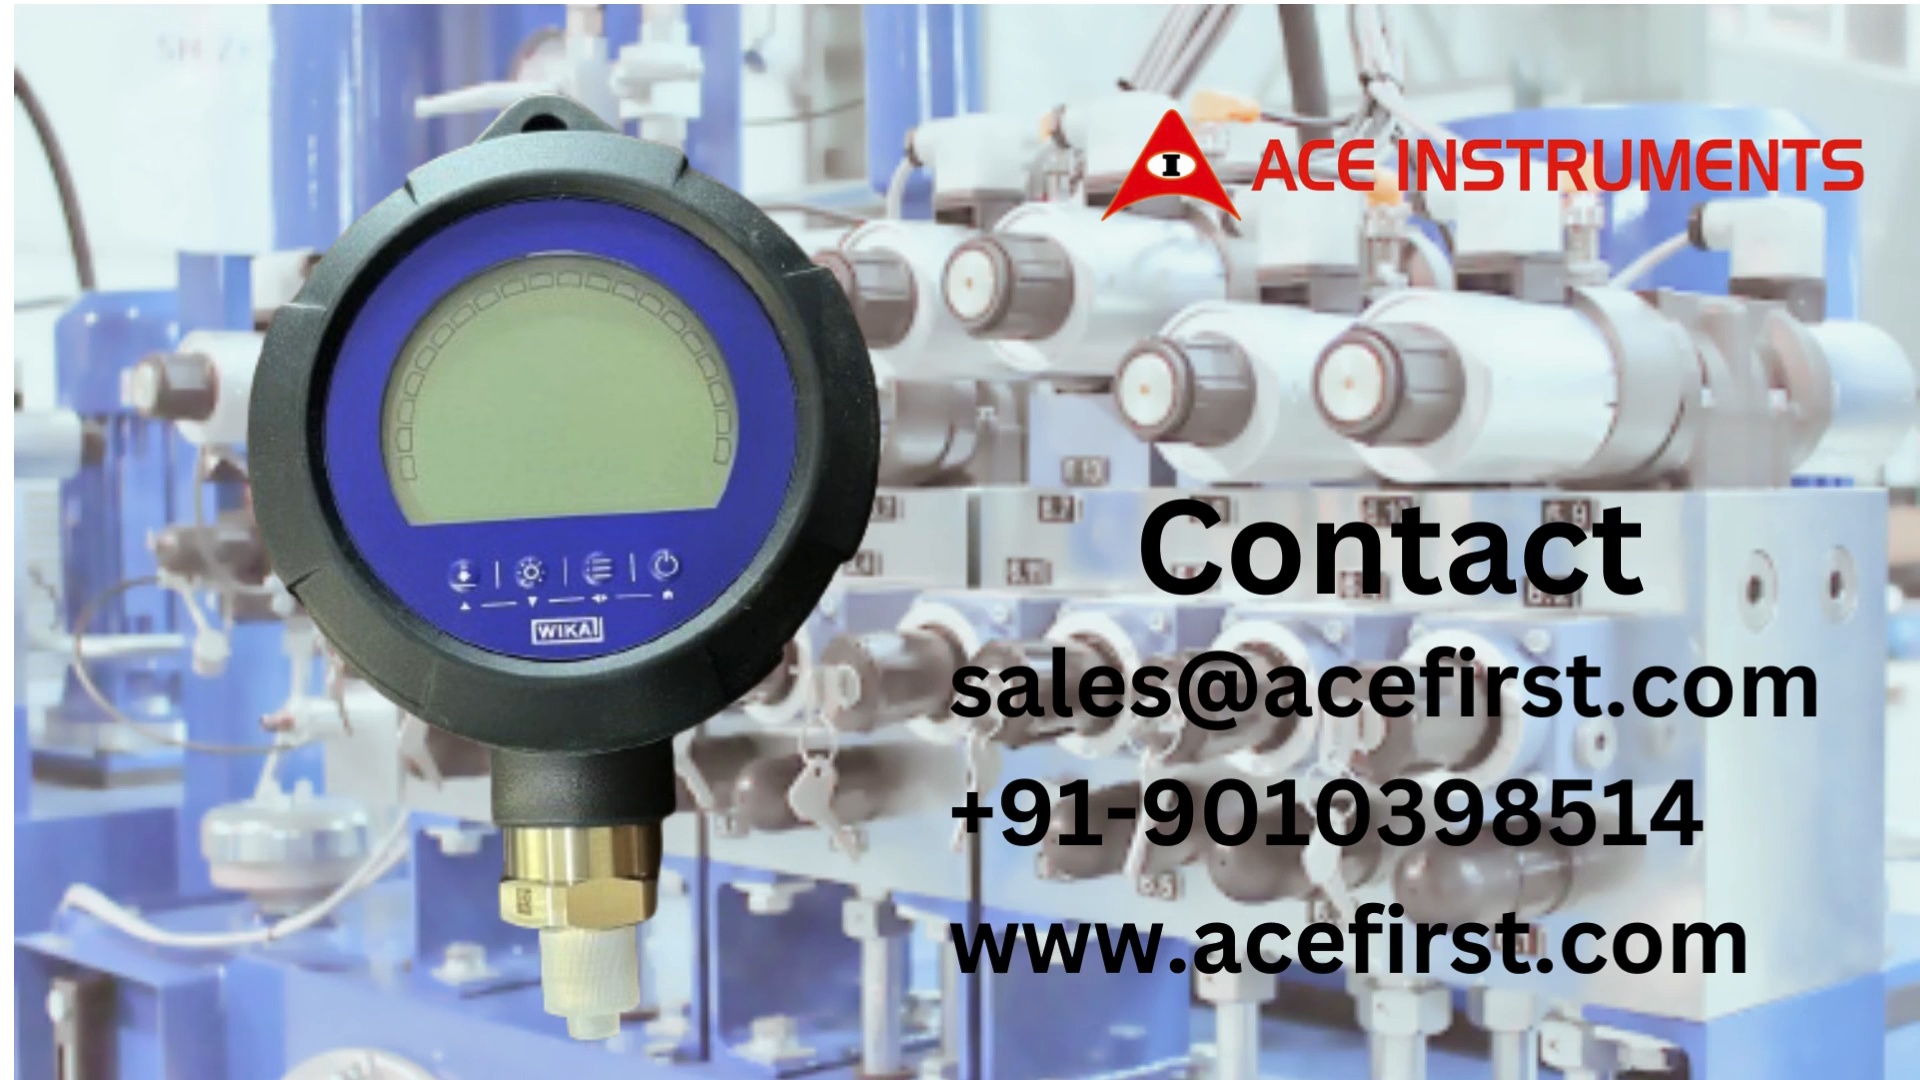 ACE INSTRUMENTS
I
WIKA
Contact
sales@acefirst.com
+91-9010398514
www.acefirst.com